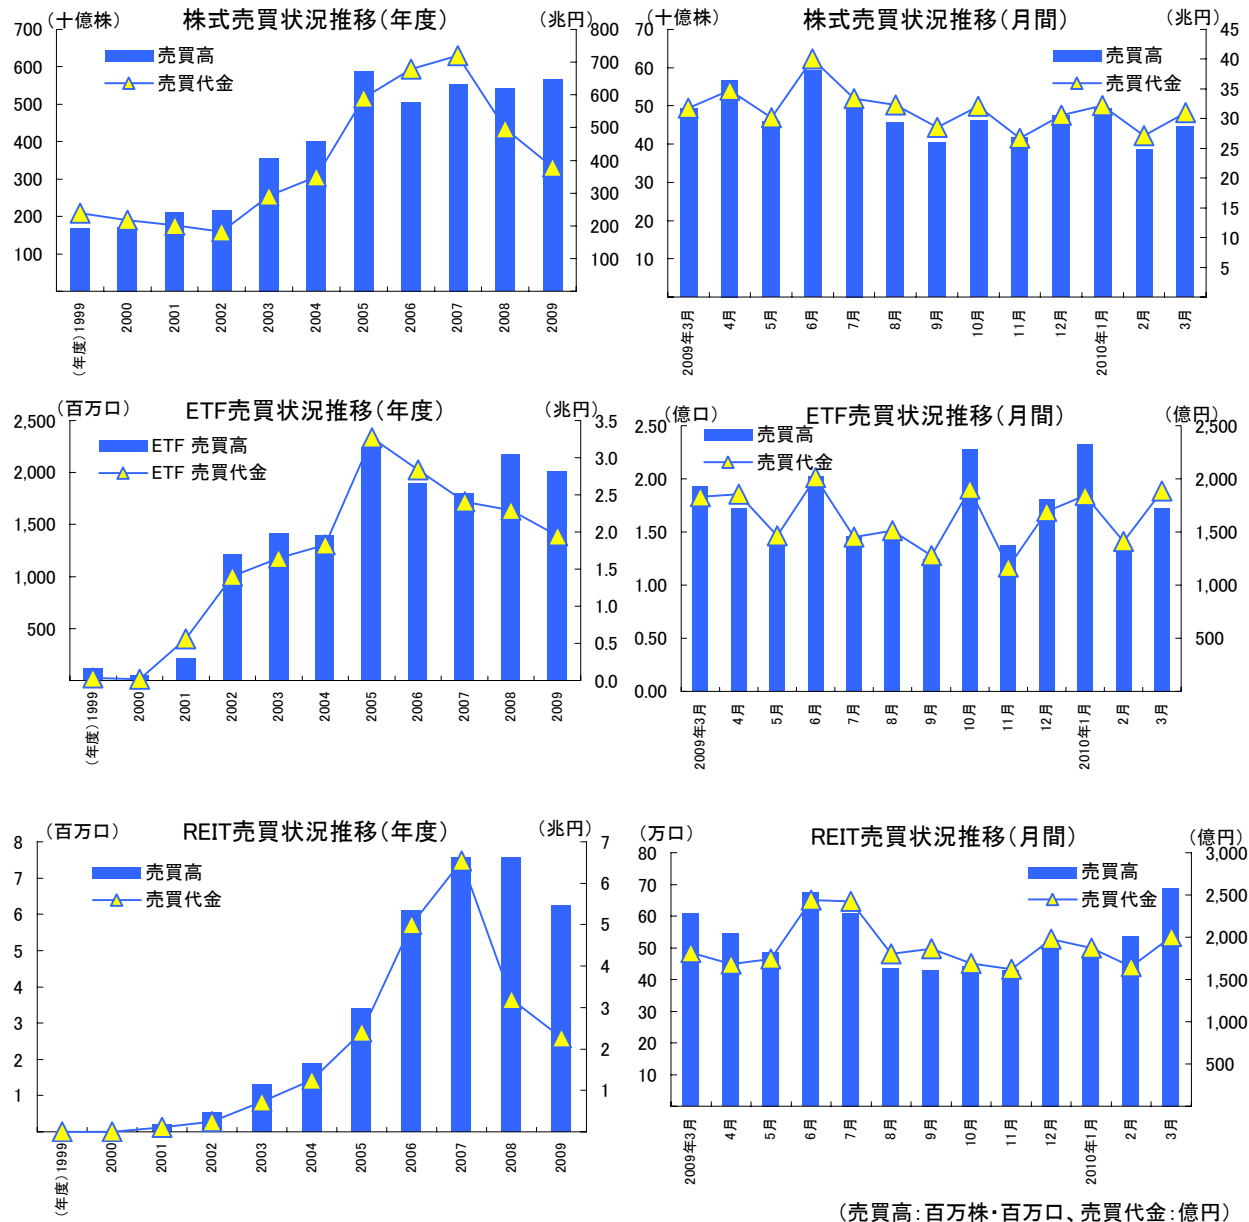 株式売買状況推移（年度）
（十億株）
（兆円）
売買高
売買代金
700
600
500
400
300
200
100
800
700
600
500
400
300
200
100
（年度）1999
2000
2001
2002
2003
2004
2005
2006
2007
2008
2009
株式売買状況推移（月間）
（十億株）
（兆円）
売買高
売買代金
70
60
50
40
30
20
10
45
40
35
30
25
20
15
10
5
2009年3月
4月
5月
6月
7月
8月
9月
10月
11月
12月
2010年1月
2月
3月
ETF売買状況推移（年度）
（百万口）
（兆円）
ETF 売買高
ETF 売買代金
2,500
2,000
1,500
1,000
500
3.5
3.0
2.5
2.0
1.5
1.0
0.5
0.0
（年度）1999
2000
2001
2002
2003
2004
2005
2006
2007
2008
2009
ETF売買状況推移（月間）
（億口）
（億円）
売買高
売買代金
2.50
2.00
1.50
1.00
0.50
0.00
2,500
2,000
1,500
1,000
500
2009年3月
4月
5月
6月
7月
8月
9月
10月
11月
12月
2010年1月
2月
3月
REIT売買状況推移（年度）
（百万口）
（兆円）
売買高
売買代金
8
7
6
5
4
3
2
1
7
6
5
4
3
2
1
（年度）1999
2000
2001
2002
2003
2004
2005
2006
2007
2008
2009
REIT売買状況推移（月間）
（万口）
（億円）
売買高
売買代金
80
70
60
50
40
30
20
10
3,000
2,500
2,000
1,500
1,000
500
2009年3月
4月
5月
6月
7月
8月
9月
10月
11月
12月
2010年1月
2月
3月
（売買高：百万株・百万口、売買代金：億円）